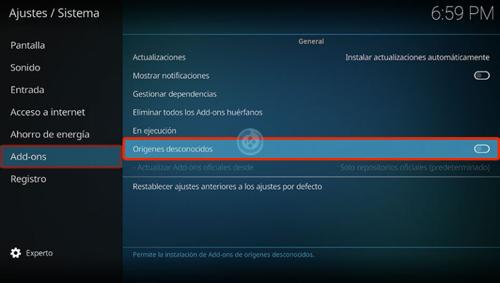 Ajustes / Sistema
6:59 PM
Pantalla
Sonido
Entrada
Acceso a internet
Ahorro de energía
Add-ons
Registro
Experto
General
Actualizaciones Instalar actualizaciones automáticamente
Mostrar notificaciones
Gestionar dependencias
Eliminar todos los Add-ons huérfanos
En ejecución
Orígenes desconocidos
- Actualizar Add-ons oficiales desde Solo repositorios oficiales (predeterminado)
Restablecer ajustes anteriores a los ajustes por defecto
Permite la instalación de Add-ons de orígenes desconocidos.